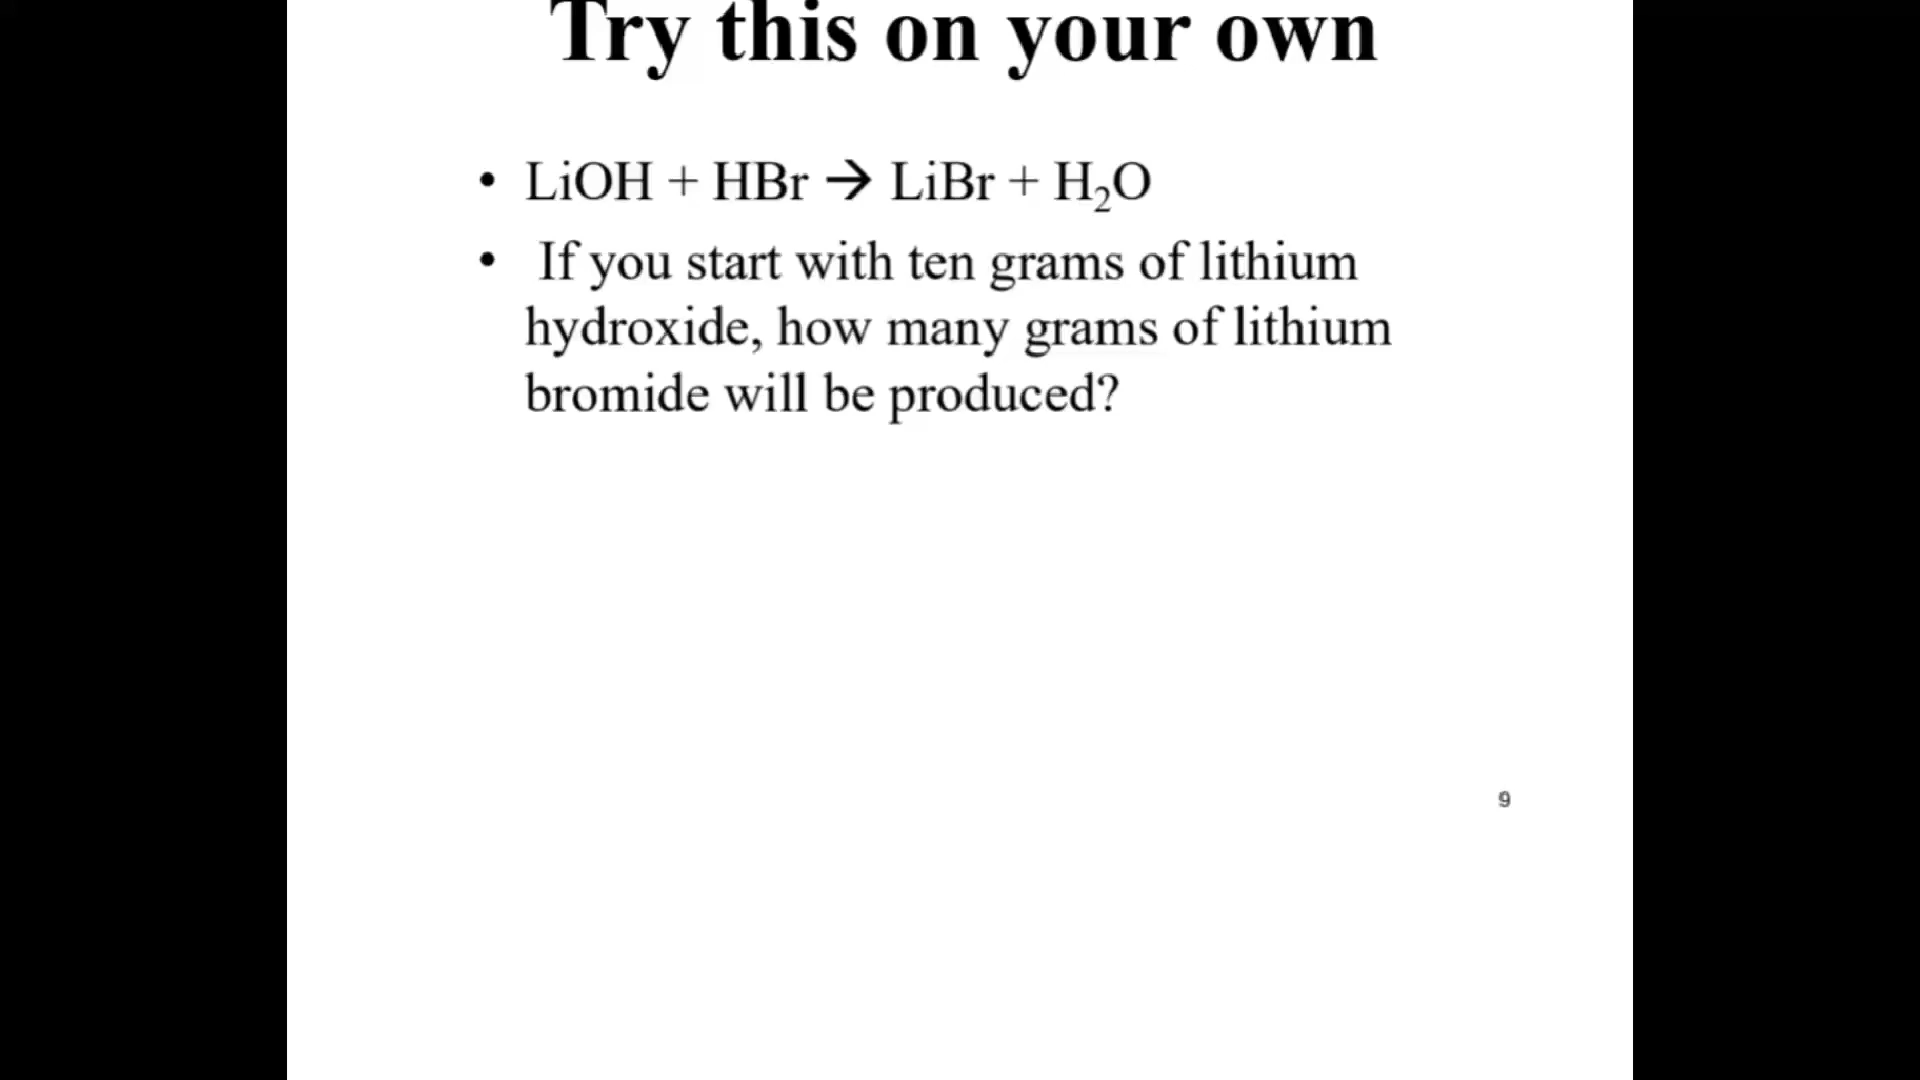 Try this on your own
• LiOH + HBr → LiBr + H₂O
• If you start with ten grams of lithium
hydroxide, how many grams of lithium
bromide will be produced?
9